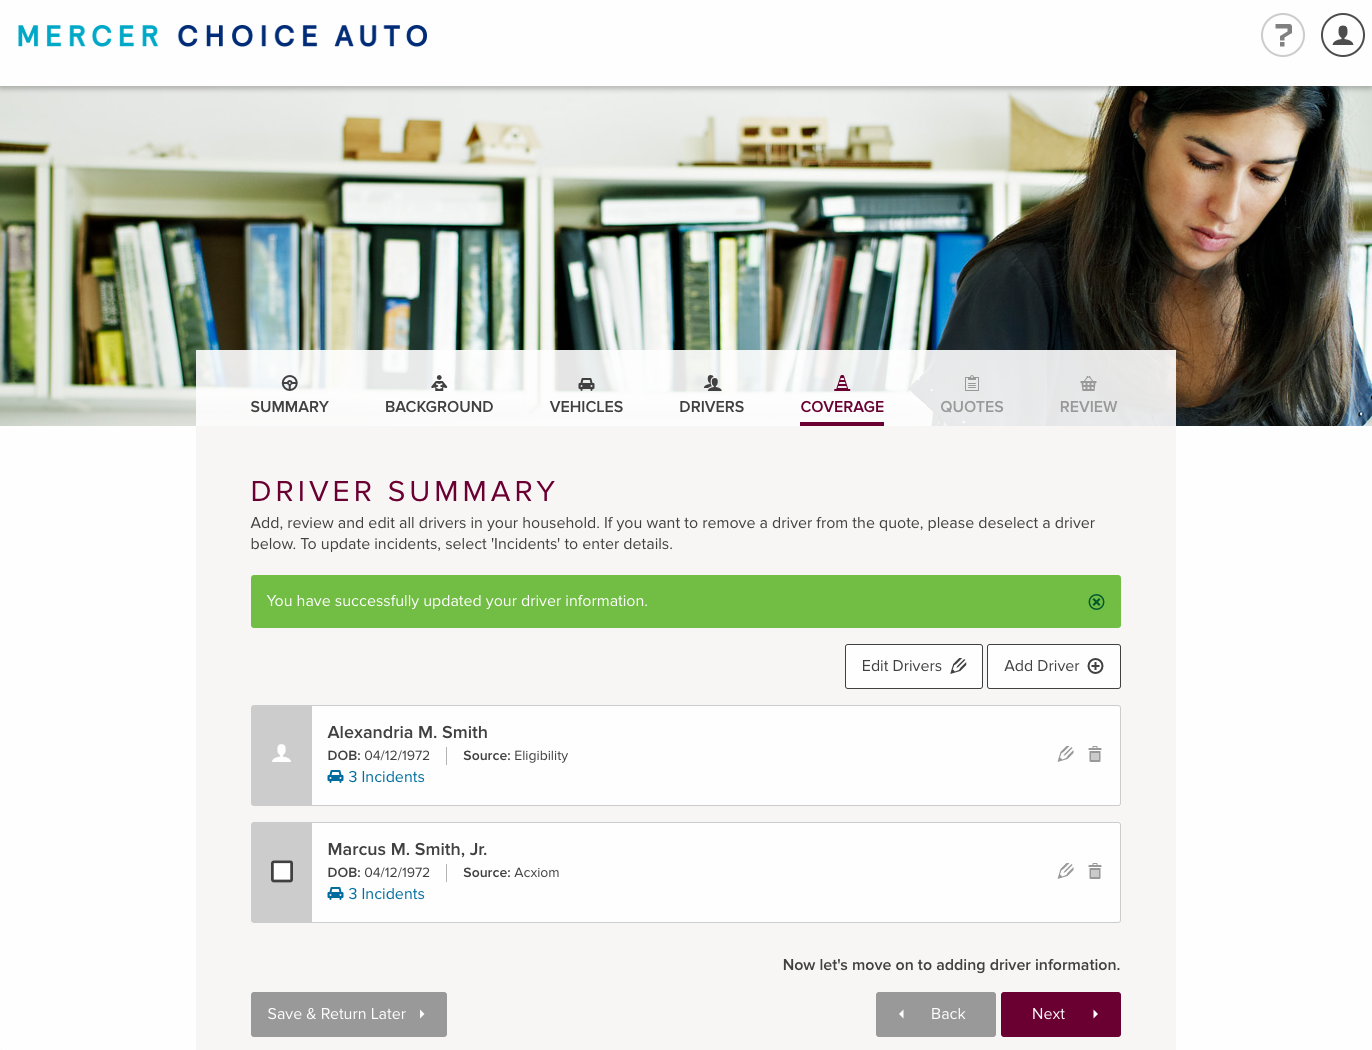 MERCER CHOICE AUTO
?
SUMMARY BACKGROUND VEHICLES DRIVERS COVERAGE QUOTES REVIEW
DRIVER SUMMARY
Add, review and edit all drivers in your household. If you want to remove a driver from the quote, please deselect a driver
below. To update incidents, select 'Incidents' to enter details.
You have successfully updated your driver information.
Edit Drivers Add Driver
Alexandria M. Smith
DOB: 04/12/1972 Source: Eligibility
3 Incidents
Marcus M. Smith, Jr.
DOB: 04/12/1972 Source: Acxiom
3 Incidents
Now let's move on to adding driver information.
Save & Return Later Back Next